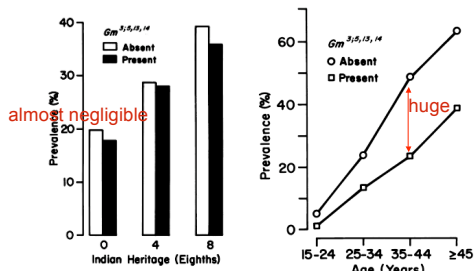 Gm3;5,13,14
Absent
Present
40
30
20
10
0
Prevalence (%)
almost negligible
0 4 8
Indian Heritage (Eighths)
Gm3;5,13,14
Absent
Present
60
40
20
0
Prevalence (%)
huge
15-24 25-34 35-44 ≥45
Age (Years)